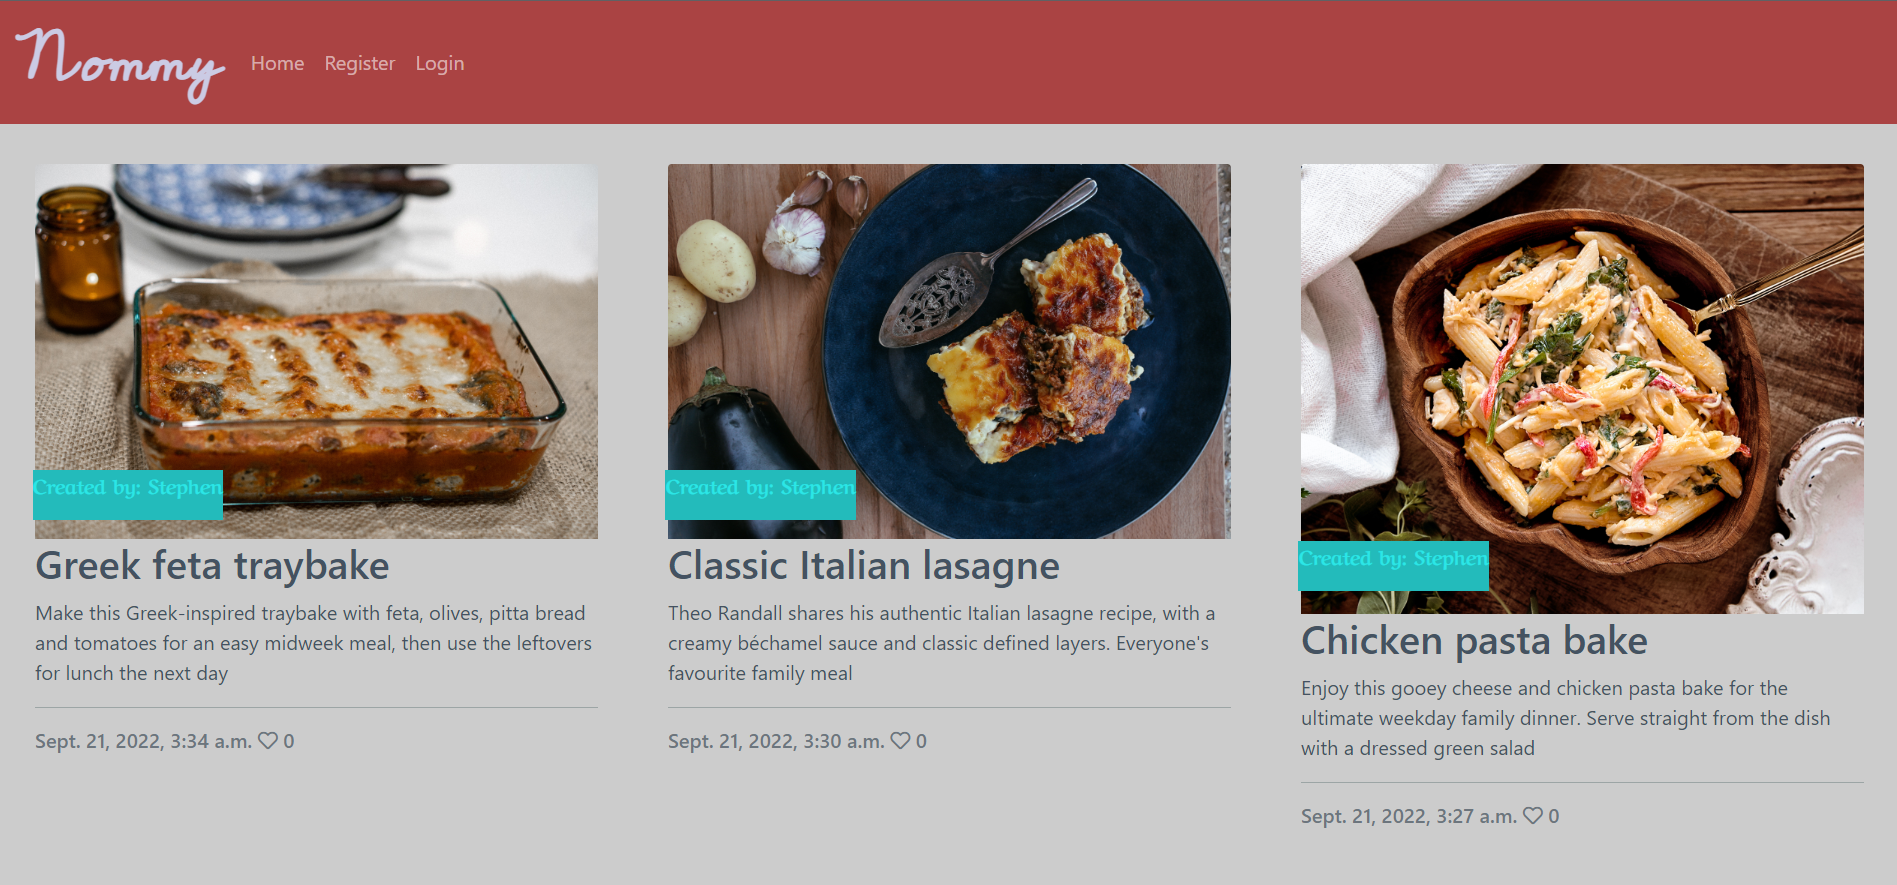 Nommy
Home Register Login
Created by: Stephen
Greek feta traybake
Make this Greek-inspired traybake with feta, olives, pitta bread
and tomatoes for an easy midweek meal, then use the leftovers
for lunch the next day
Sept. 21, 2022, 3:34 a.m. 0
Created by: Stephen
Classic Italian lasagne
Theo Randall shares his authentic Italian lasagne recipe, with a
creamy béchamel sauce and classic defined layers. Everyone's
favourite family meal
Sept. 21, 2022, 3:30 a.m. 0
Created by: Stephen
Chicken pasta bake
Enjoy this gooey cheese and chicken pasta bake for the
ultimate weekday family dinner. Serve straight from the dish
with a dressed green salad
Sept. 21, 2022, 3:27 a.m. 0